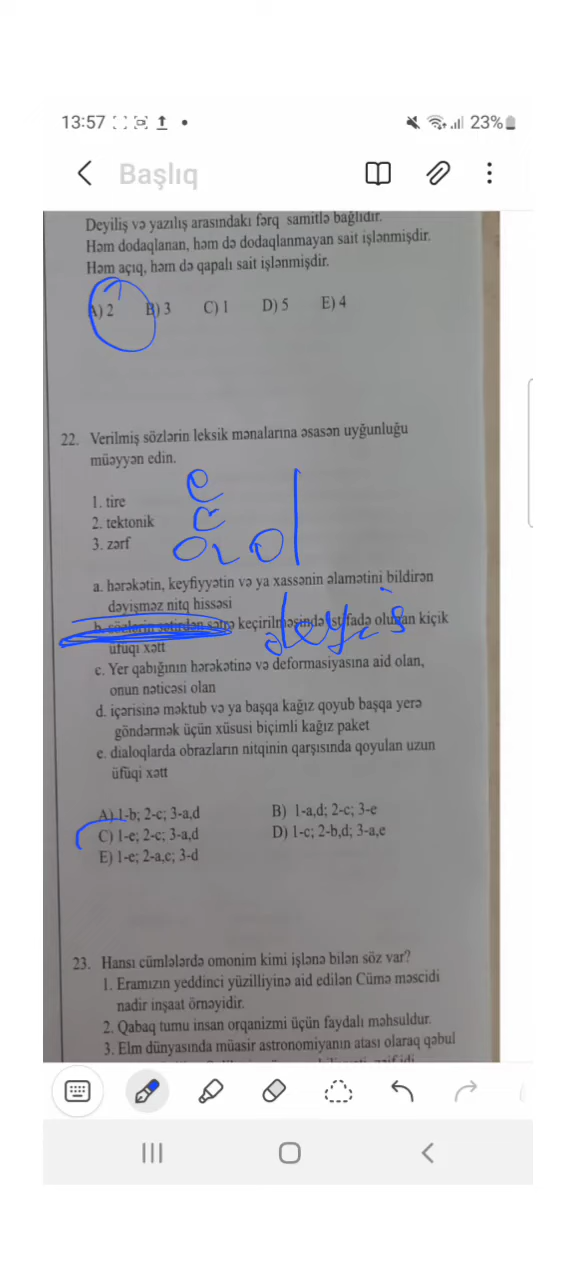 13:57
23%
Başlıq
Deyiliş və yazılış arasındakı fərq samitlə bağlıdır.
Həm dodaqlanan, həm də dodaqlanmayan sait işlənmişdir.
Həm açıq, həm də qapalı sait işlənmişdir.
A) 2 B) 3 C) 1 D) 5 E) 4
22. Verilmiş sözlərin leksik mənalarına əsasən uyğunluğu
müəyyən edin.
1. tire e
2. tektonik c
3. zərf
a. hərəkətin, keyfiyyətin və ya xassənin əlamətini bildirən
dəyişməz nitq hissəsi
deyis
b. sözlərin sətirdən sətrə keçirilməsində istifadə olunan kiçik
üfüqi xətt
c. Yer qabığının hərəkətinə və deformasiyasına aid olan,
onun nəticəsi olan
d. içərisinə məktub və ya başqa kağız qoyub başqa yerə
göndərmək üçün xüsusi biçimli kağız paket
e. dialoqlarda obrazların nitqinin qarşısında qoyulan uzun
üfüqi xətt
A) 1-b; 2-c; 3-a,d B) 1-a,d; 2-c; 3-e
C) 1-e; 2-c; 3-a,d D) 1-c; 2-b,d; 3-a,e
E) 1-e; 2-a,c; 3-d
23. Hansı cümlələrdə omonim kimi işlənə bilən söz var?
1. Eramızın yeddinci yüzilliyinə aid edilən Cümə məscidi
nadir inşaat örnəyidir.
2. Qabaq tumu insan orqanizmi üçün faydalı məhsuldur.
3. Elm dünyasında müasir astronomiyanın atası olaraq qəbul